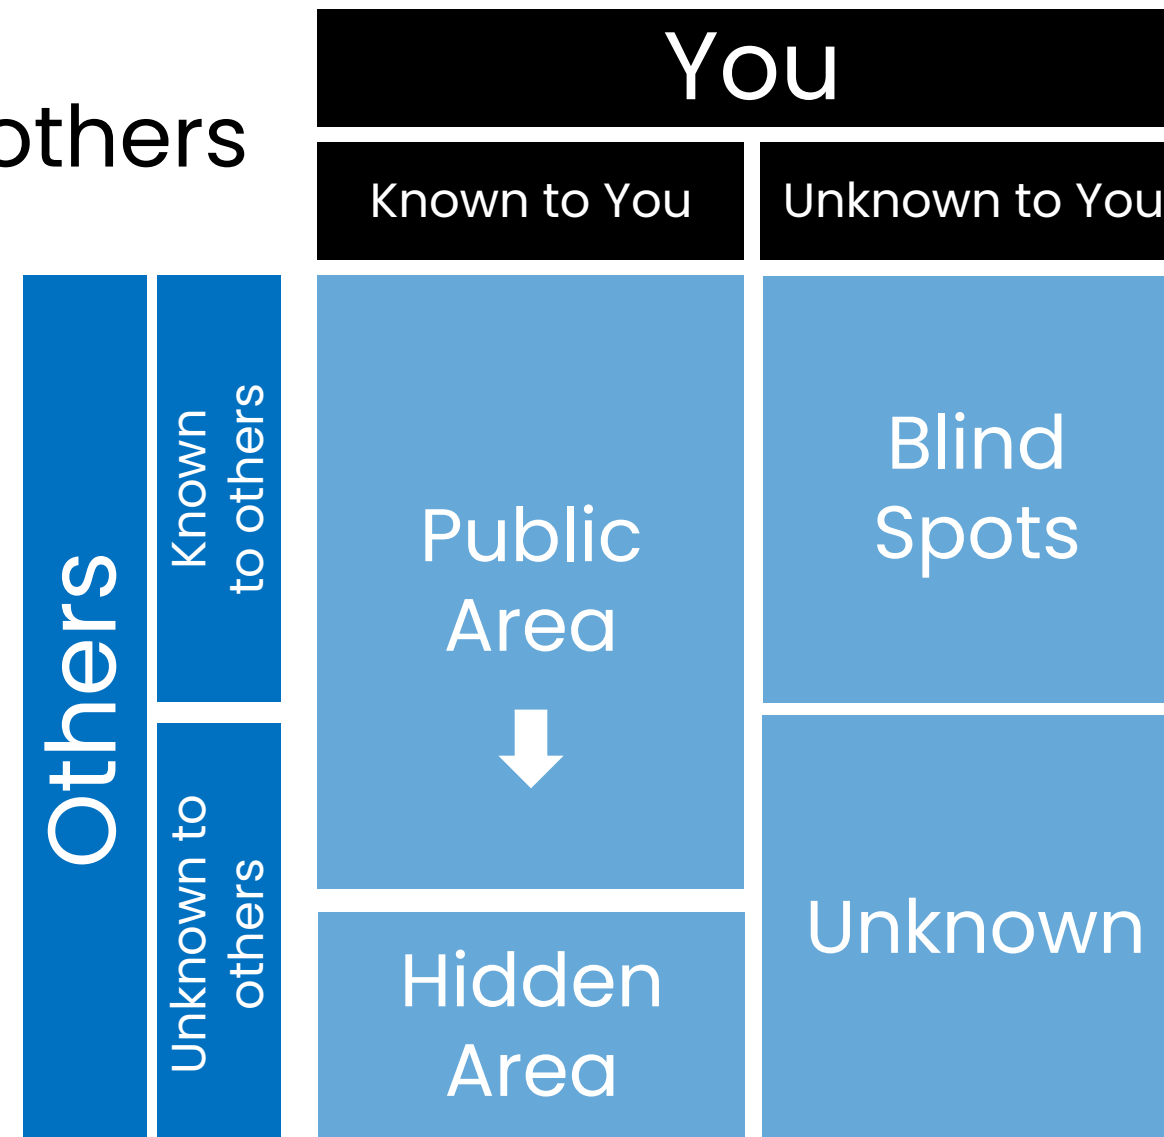 You
others
Known to You
Unknown to You
Others
Known
to others
Public
Area
Blind
Spots
Unknown to
others
Hidden
Area
Unknown